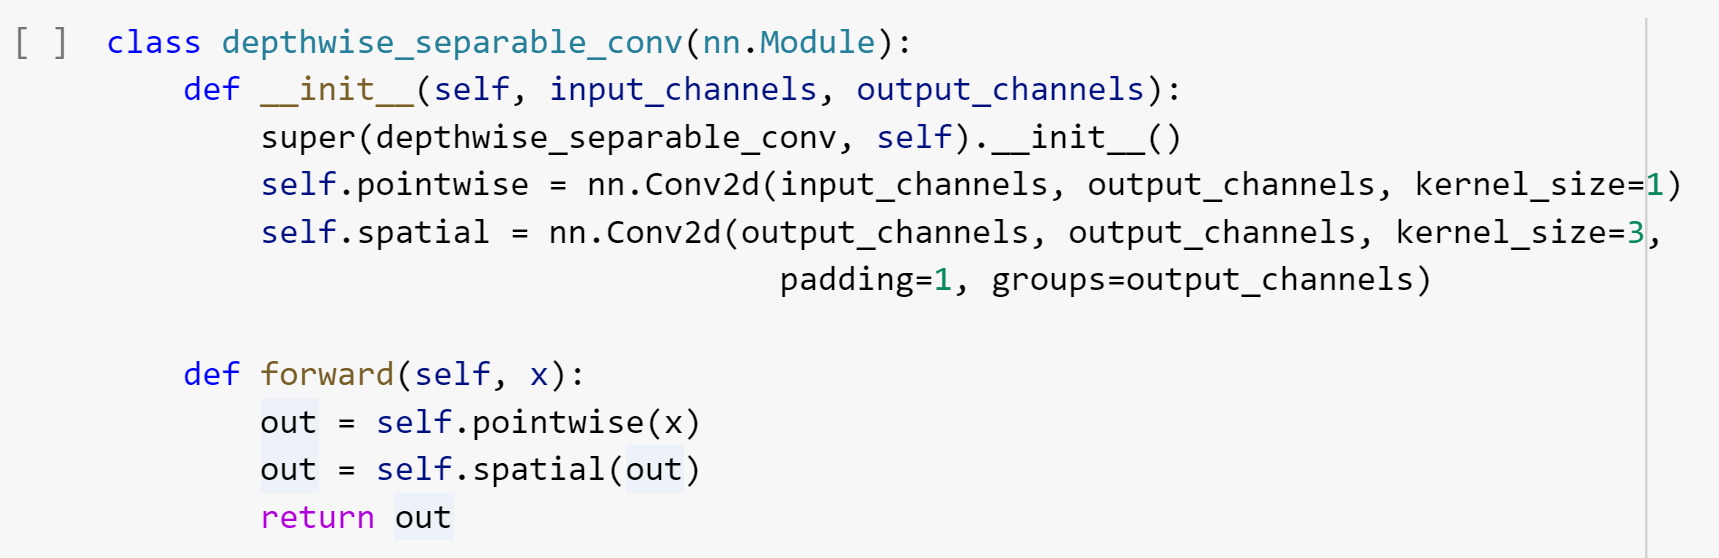 [ ] class depthwise_separable_conv(nn.Module):
def __init__(self, input_channels, output_channels):
super(depthwise_separable_conv, self).__init__()
self.pointwise = nn.Conv2d(input_channels, output_channels, kernel_size=1)
self.spatial = nn.Conv2d(output_channels, output_channels, kernel_size=3,
padding=1, groups=output_channels)
def forward(self, x):
out = self.pointwise(x)
out = self.spatial(out)
return out